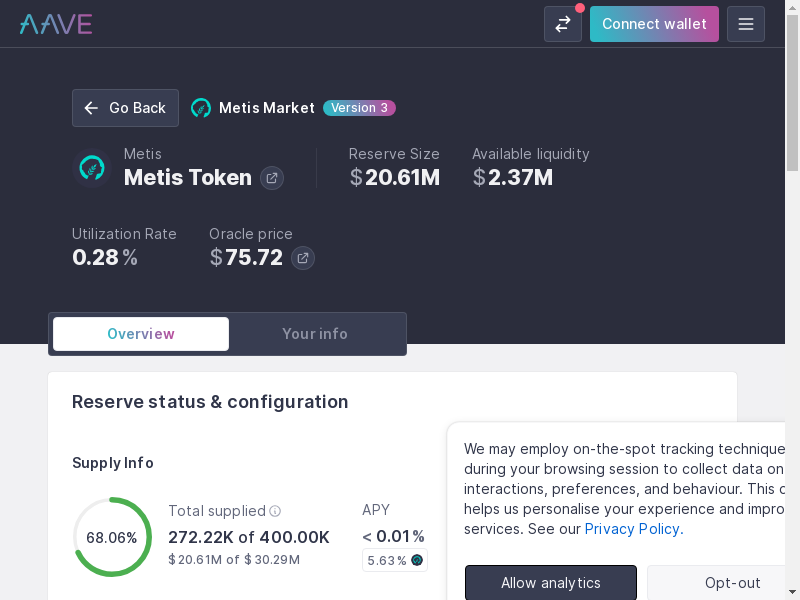 AAVE
Connect wallet
Go Back
Metis Market
Version 3
Metis
Metis Token
Reserve Size
$20.61M
Available liquidity
$2.37M
Utilization Rate
0.28%
Oracle price
$75.72
Overview
Your info
Reserve status & configuration
Supply Info
68.06%
Total supplied
272.22K of 400.00K
$20.61M of $30.29M
APY
< 0.01%
5.63%
We may employ on-the-spot tracking technique
during your browsing session to collect data on
interactions, preferences, and behaviour. This
helps us personalise your experience and impro
services. See our Privacy Policy.
Allow analytics
Opt-out